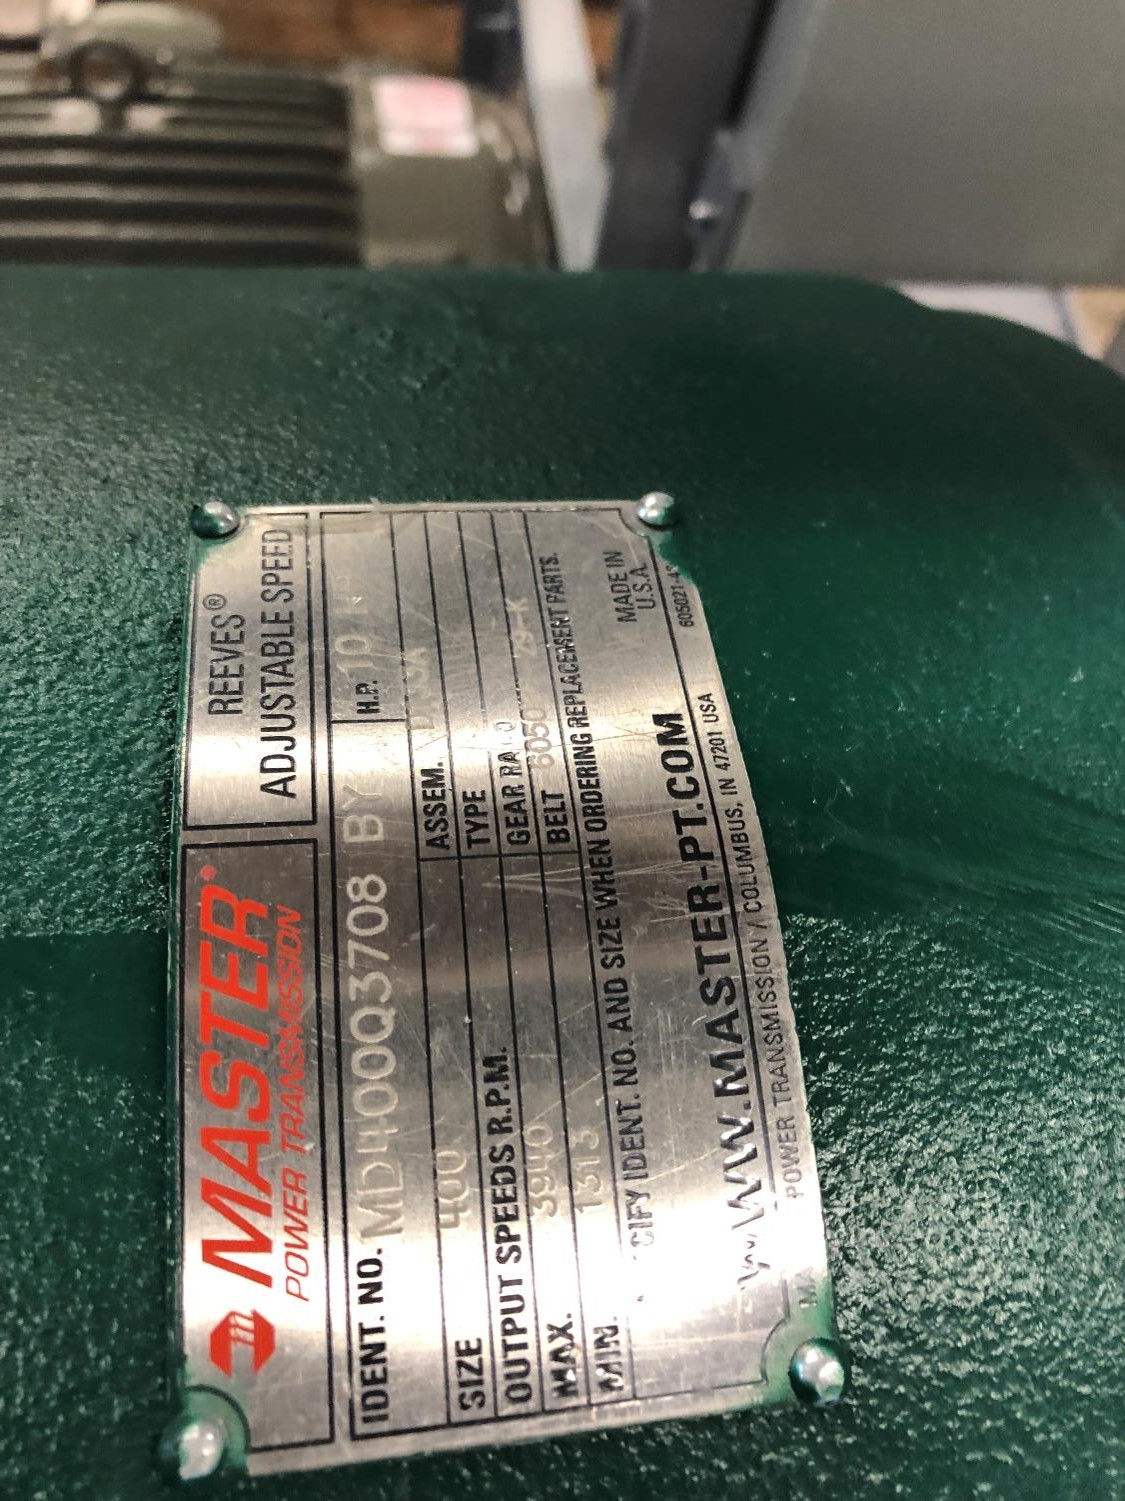 MASTER
POWER TRANSMISSION
REEVES®
ADJUSTABLE SPEED
IDENT. NO. MD400Q3708 BY
H.P. 10
SIZE 400
ASSEM.
OUTPUT SPEEDS R.P.M.
TYPE
GEAR RATIO
MAX. 3940
BELT 6050
MIN. 1313
CIFY IDENT. NO. AND SIZE WHEN ORDERING REPLACEMENT PARTS.
MADE IN
U.S.A.
WWW.MASTER-PT.COM
POWER TRANSMISSION / COLUMBUS, IN 47201 USA